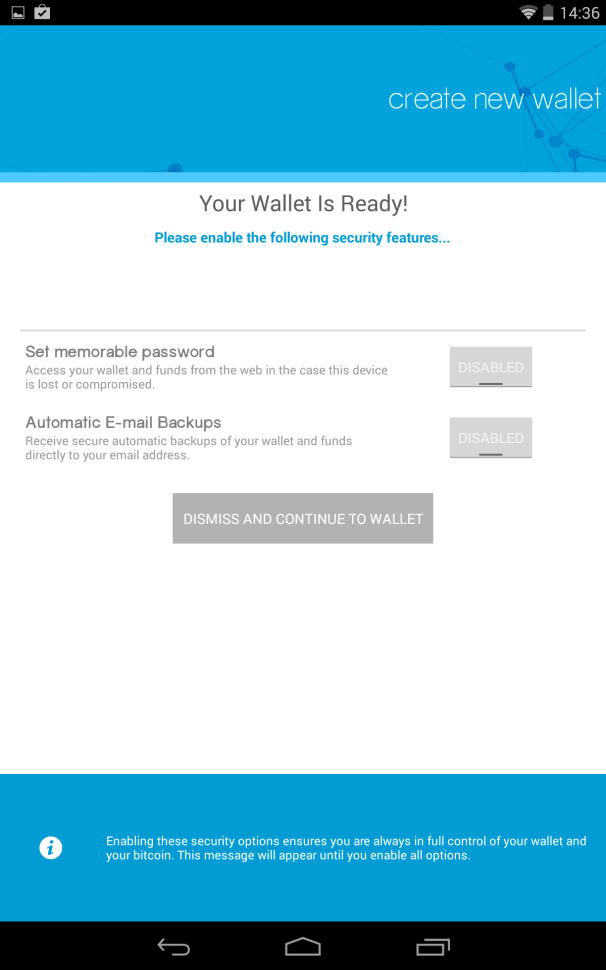 14:36
create new wallet
Your Wallet Is Ready!
Please enable the following security features...
Set memorable password
Access your wallet and funds from the web in the case this device
is lost or compromised.
DISABLED
Automatic E-mail Backups
Receive secure automatic backups of your wallet and funds
directly to your email address.
DISABLED
DISMISS AND CONTINUE TO WALLET
Enabling these security options ensures you are always in full control of your wallet and
your bitcoin. This message will appear until you enable all options.